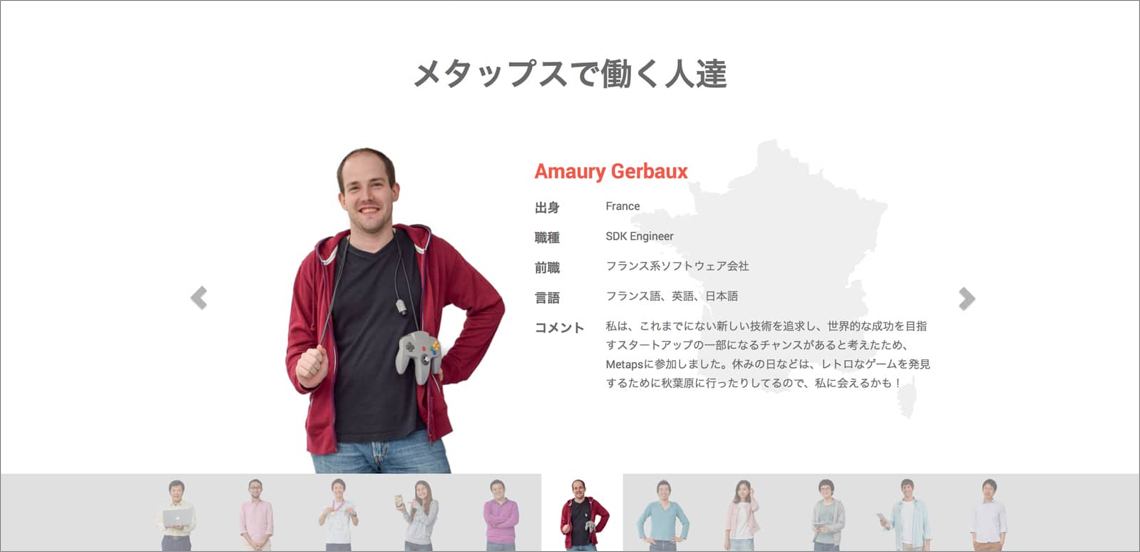 メタップスで働く人達
Amaury Gerbaux
出身 France
職種 SDK Engineer
前職 フランス系ソフトウェア会社
言語 フランス語、英語、日本語
コメント 私は、これまでにない新しい技術を追求し、世界的な成功を目指
すスタートアップの一部になるチャンスがあると考えたため、
Metapsに参加しました。休みの日などは、レトロなゲームを発見
するために秋葉原に行ったりしてるので、私に会えるかも！